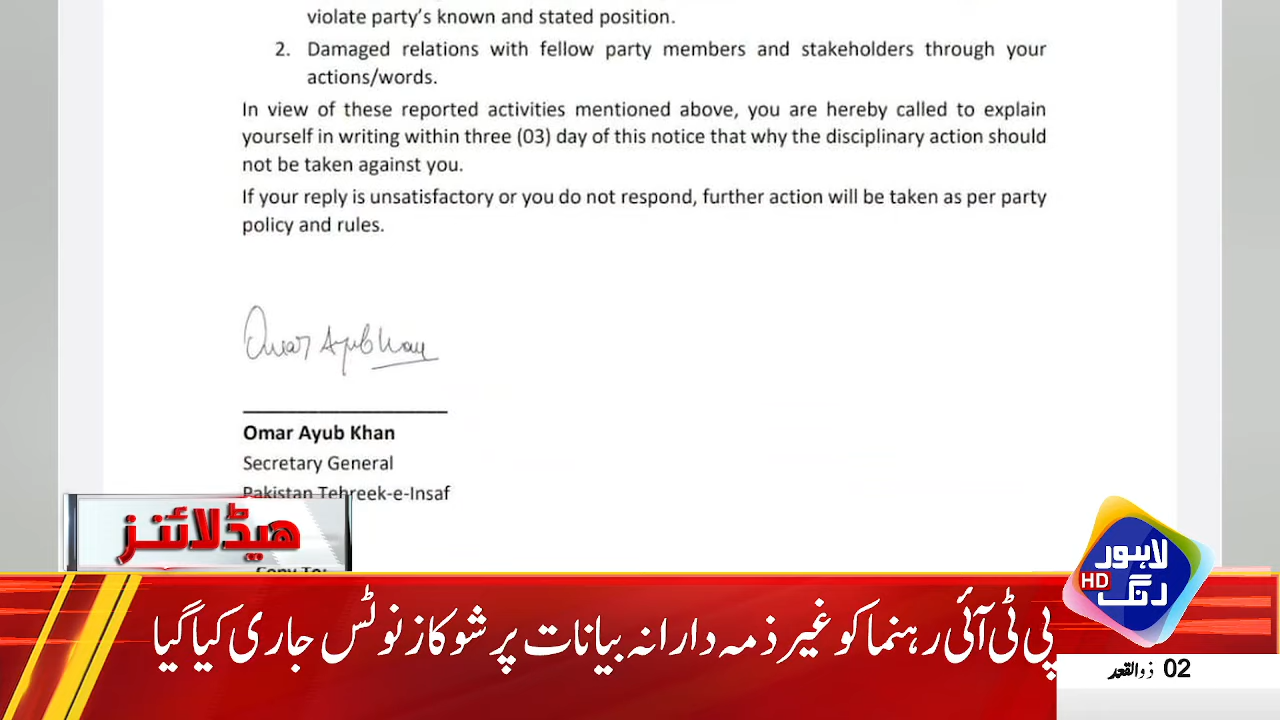 violate party's known and stated position.
2. Damaged relations with fellow party members and stakeholders through your
actions/words.
In view of these reported activities mentioned above, you are hereby called to explain
yourself in writing within three (03) day of this notice that why the disciplinary action should
not be taken against you.
If your reply is unsatisfactory or you do not respond, further action will be taken as per party
policy and rules.
Omar Ayub Khan
Omar Ayub Khan
Secretary General
Pakistan Tehreek-e-Insaf
Copy To:
ہیڈلائنز
لاہور
HD رنگ
پی ٹی آئی رہنما کو غیر ذمہ دارانہ بیانات پر شوکاز نوٹس جاری کیا گیا
02 ذوالقعد